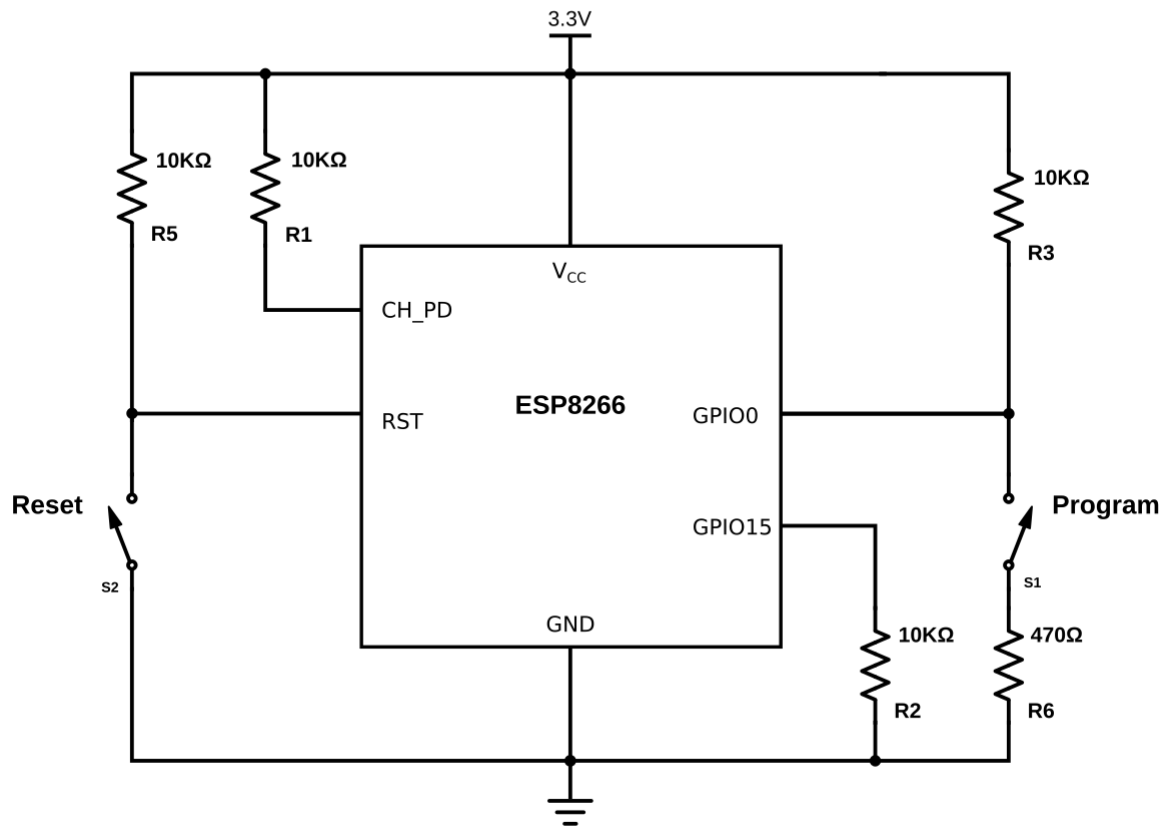 3.3V
10KΩ
R5
10KΩ
R1
10KΩ
R3
VCC
CH_PD
ESP8266
RST
GPIO0
GPIO15
GND
Reset
S2
Program
S1
10KΩ
R2
470Ω
R6